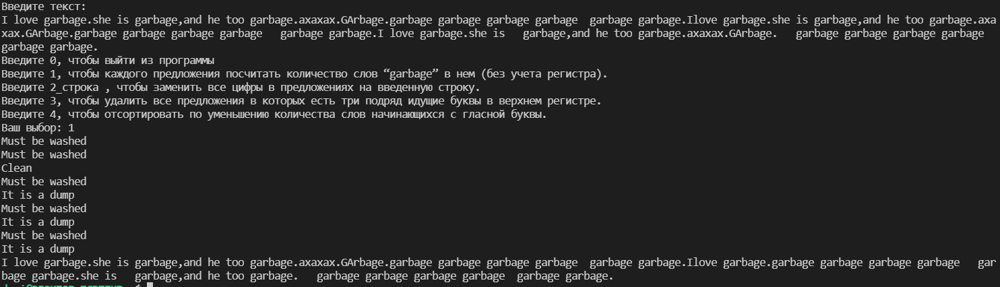 Введите текст:
I love garbage.she is garbage,and he too garbage.axaxax.GArbage.garbage garbage garbage garbage  garbage garbage.Ilove garbage.she is garbage,and he too garbage.axa
xax.GArbage.garbage garbage garbage garbage   garbage garbage.I love garbage.she is   garbage,and he too garbage.axaxax.GArbage.   garbage garbage garbage garbage
garbage garbage.
Введите 0, чтобы выйти из программы
Введите 1, чтобы каждого предложения посчитать количество слов “garbage” в нем (без учета регистра).
Введите 2_строка , чтобы заменить все цифры в предложениях на введенную строку.
Введите 3, чтобы удалить все предложения в которых есть три подряд идущие буквы в верхнем регистре.
Введите 4, чтобы отсортировать по уменьшению количества слов начинающихся с гласной буквы.
Ваш выбор: 1
Must be washed
Must be washed
Clean
Must be washed
It is a dump
Must be washed
It is a dump
Must be washed
It is a dump
I love garbage.she is garbage,and he too garbage.axaxax.GArbage.garbage garbage garbage garbage  garbage garbage.Ilove garbage.garbage garbage garbage garbage   gar
bage garbage.she is   garbage,and he too garbage.   garbage garbage garbage garbage  garbage garbage.